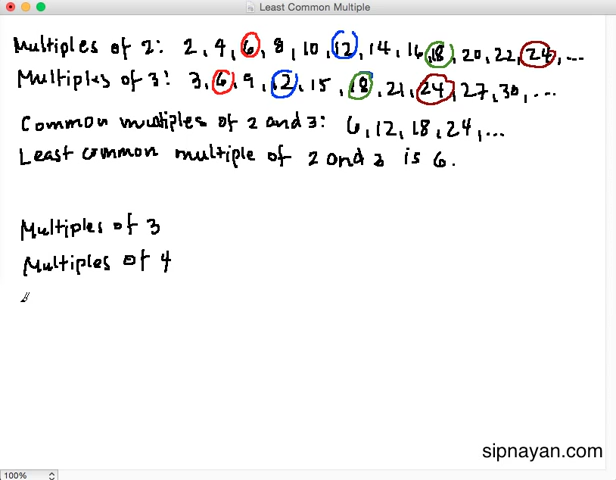 Least Common Multiple
Multiples of 2: 2, 4, 6, 8, 10, 12, 14, 16, 18, 20, 22, 24, ...
Multiples of 3: 3, 6, 9, 12, 15, 18, 21, 24, 27, 30, ...
Common multiples of 2 and 3: 6, 12, 18, 24, ...
Least common multiple of 2 and 3 is 6.
Multiples of 3
Multiples of 4
sipnayan.com
100%